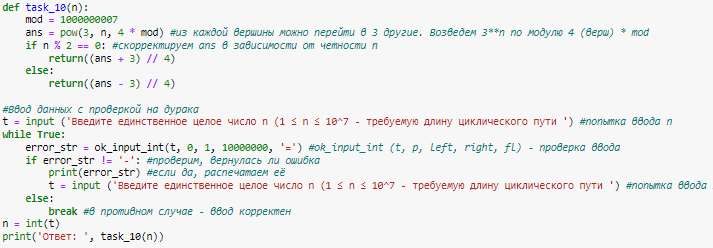 def task_10(n):
    mod = 1000000007
    ans = pow(3, n, 4 * mod) #из каждой вершины можно перейти в 3 другие. Возведем 3**n по модулю 4 (верш) * mod
    if n % 2 == 0: #скорректируем ans в зависимости от четности n
        return((ans + 3) // 4)
    else:
        return((ans - 3) // 4)
#Ввод данных с проверкой на дурака
t = input ('Введите единственное целое число n (1 ≤ n ≤ 10^7 - требуемую длину циклического пути ') #попытка ввода n
while True:
    error_str = ok_input_int(t, 0, 1, 10000000, '=') #ok_input_int (t, p, left, right, fl) - проверка ввода
    if error_str != '-': #проверим, вернулась ли ошибка
        print(error_str) #если да, распечатаем её
        t = input ('Введите единственное целое число n (1 ≤ n ≤ 10^7 - требуемую длину циклического пути ') #попытка ввода
    else:
        break #в противном случае - ввод корректен
n = int(t)
print('Ответ: ', task_10(n))